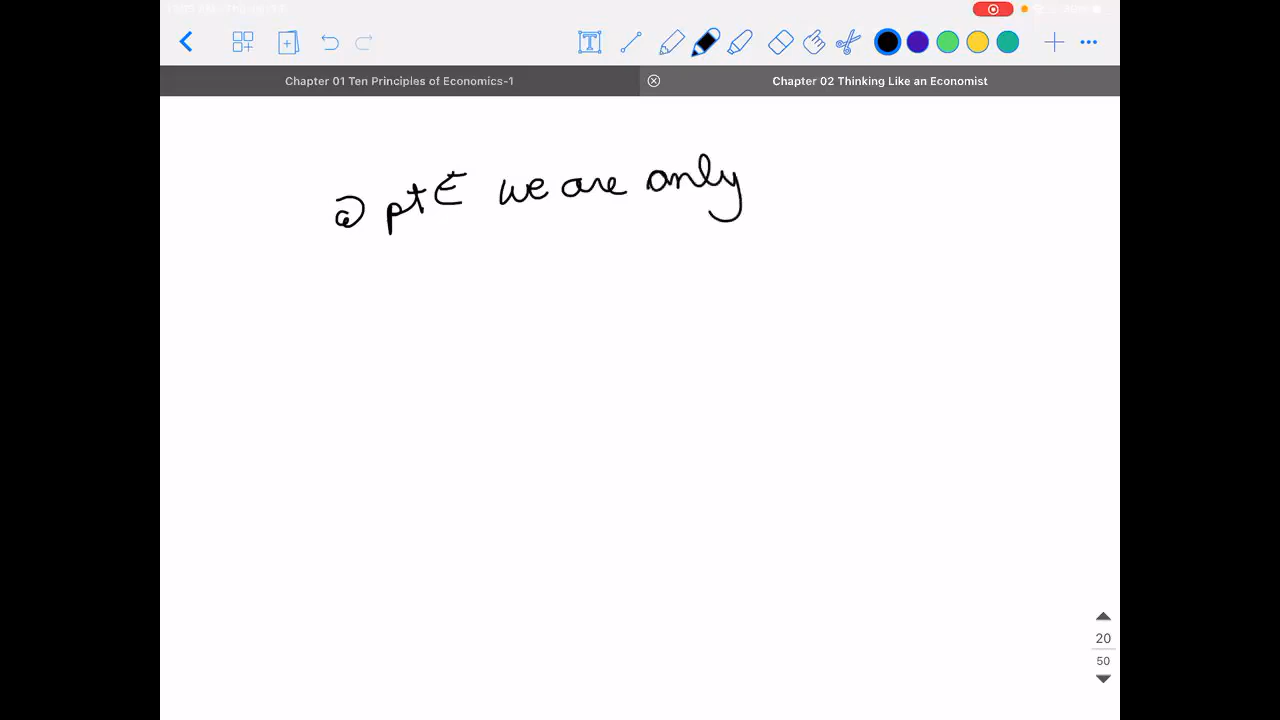 Chapter 01 Ten Principles of Economics-1
Chapter 02 Thinking Like an Economist
@ pt E we are only
20
50